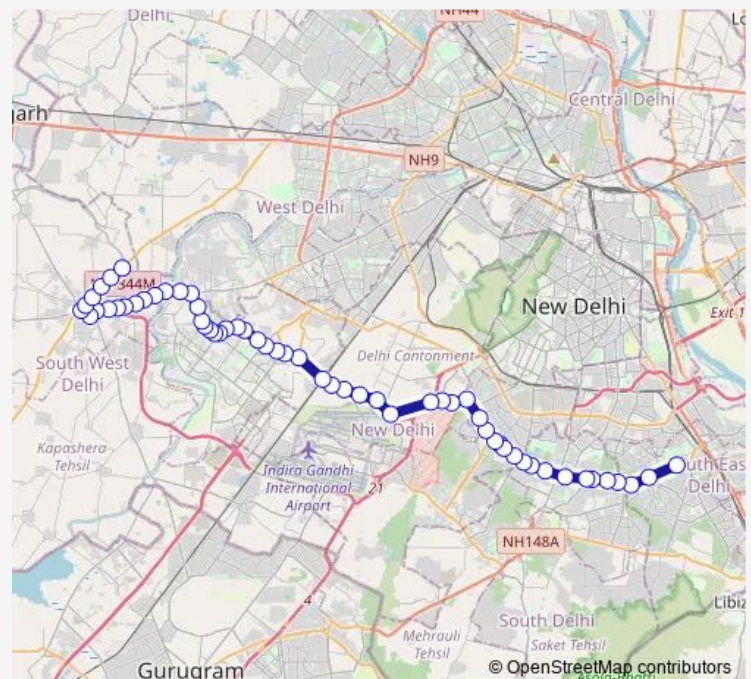 NH44
Delhi
Central Delhi
garh
NH9
West Delhi
344M
New Delhi
Exit 1
South West
Delhi
Delhi Cantonment
New Delhi
Kapashera
Tehsil
Indira Gandhi
International
Airport
21
South East
Delhi
NH148A
4
South Delhi
Mehrauli
Tehsil
Saket Tehsil
Libiz
Gurugram
© OpenStreetMap contributors